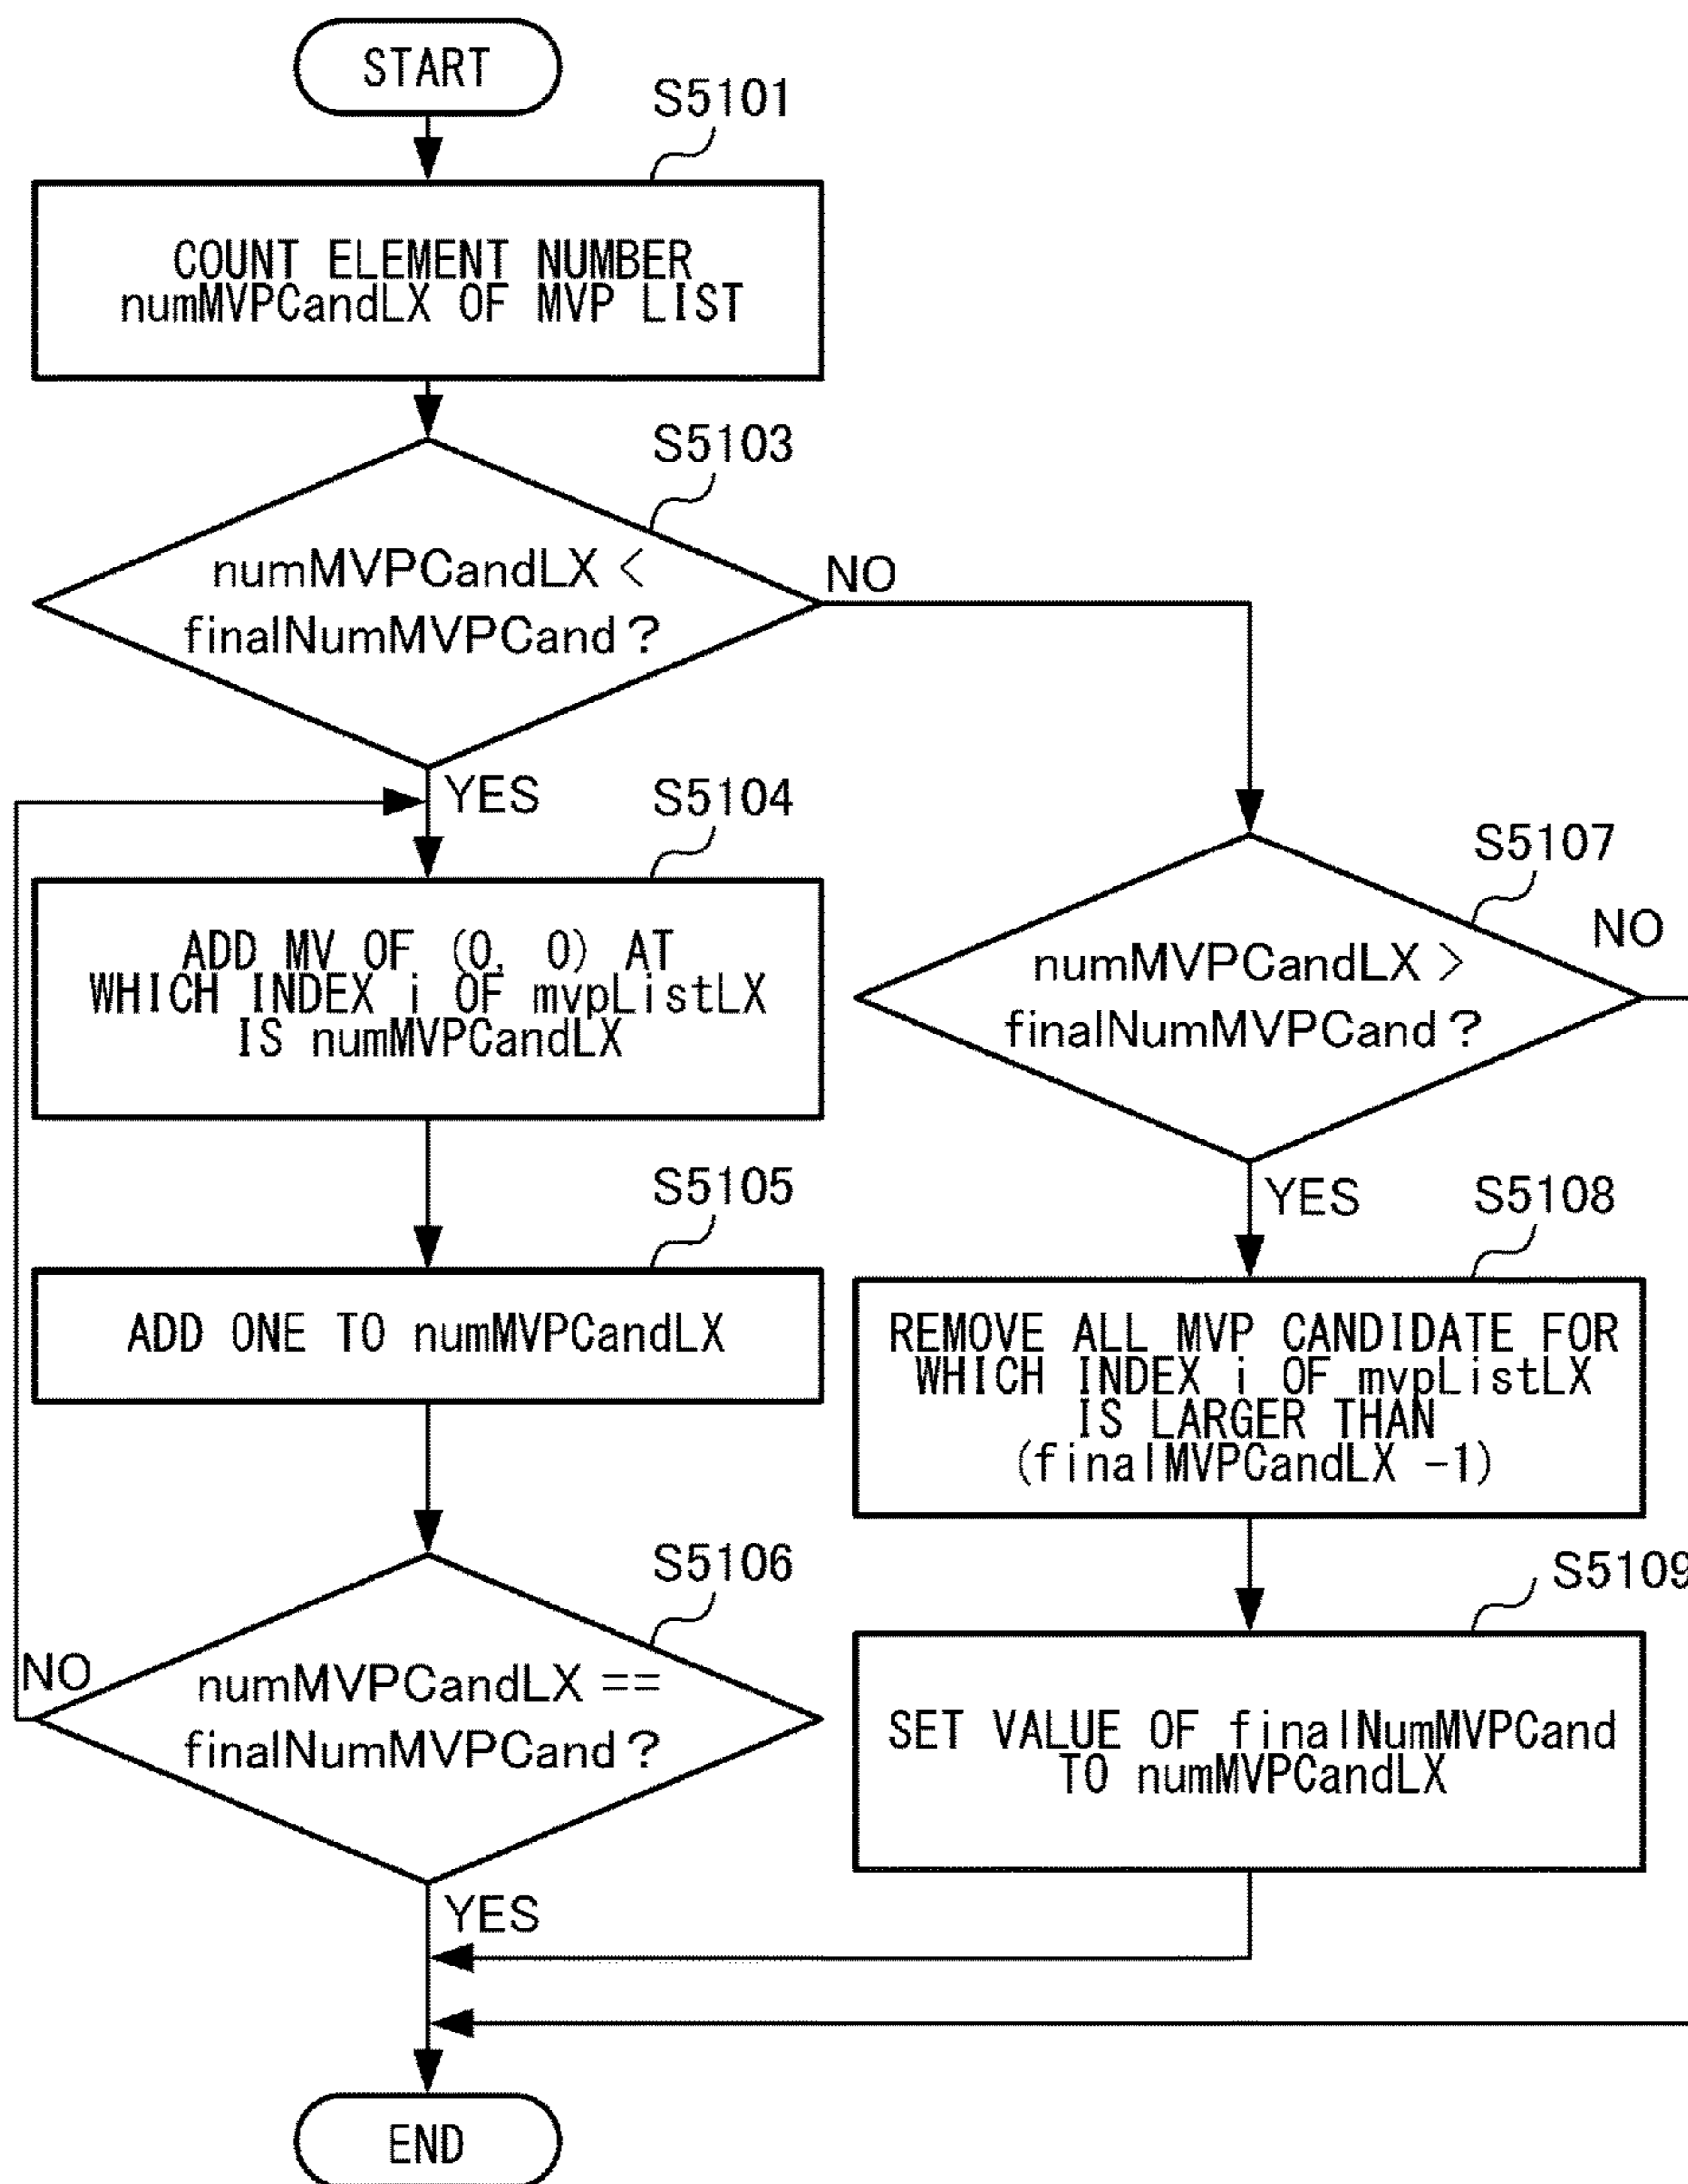 START
S5101
COUNT ELEMENT NUMBER
numMVPCandLX OF MVP LIST
S5103
numMVPCandLX <
finalNumMVPCand?
NO
YES
S5104
ADD MV OF (0, 0) AT
WHICH INDEX i OF mvpListLX
IS numMVPCandLX
S5105
ADD ONE TO numMVPCandLX
S5106
NO
numMVPCandLX ==
finalNumMVPCand?
YES
S5107
NO
numMVPCandLX >
finalNumMVPCand?
YES
S5108
REMOVE ALL MVP CANDIDATE FOR
WHICH INDEX i OF mvpListLX
IS LARGER THAN
(finalMVPCandLX -1)
S5109
SET VALUE OF finalNumMVPCand
TO numMVPCandLX
END